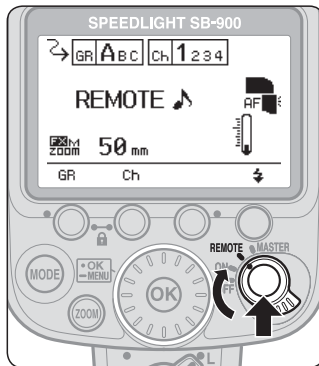 SPEEDLIGHT SB-900
GR A B C Ch 1 2 3 4
REMOTE ♪
AF
FX M
zoom 50 mm
GR Ch
REMOTE MASTER
ON
MODE OK
MENU
OK
ZOOM
L